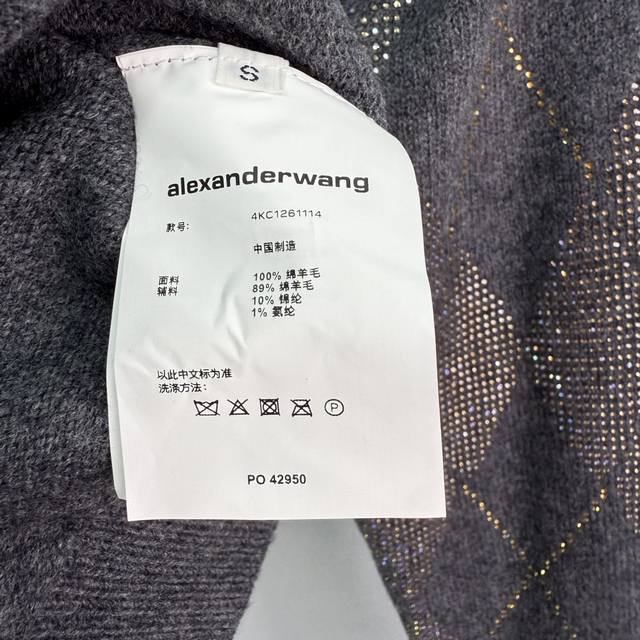 S
alexanderwang
款号: 4KC1261114
中国制造
面料 100% 绵羊毛
辅料 89% 绵羊毛
10% 锦纶
1% 氨纶
以此中文标为准
洗涤方法:
P
PO 42950